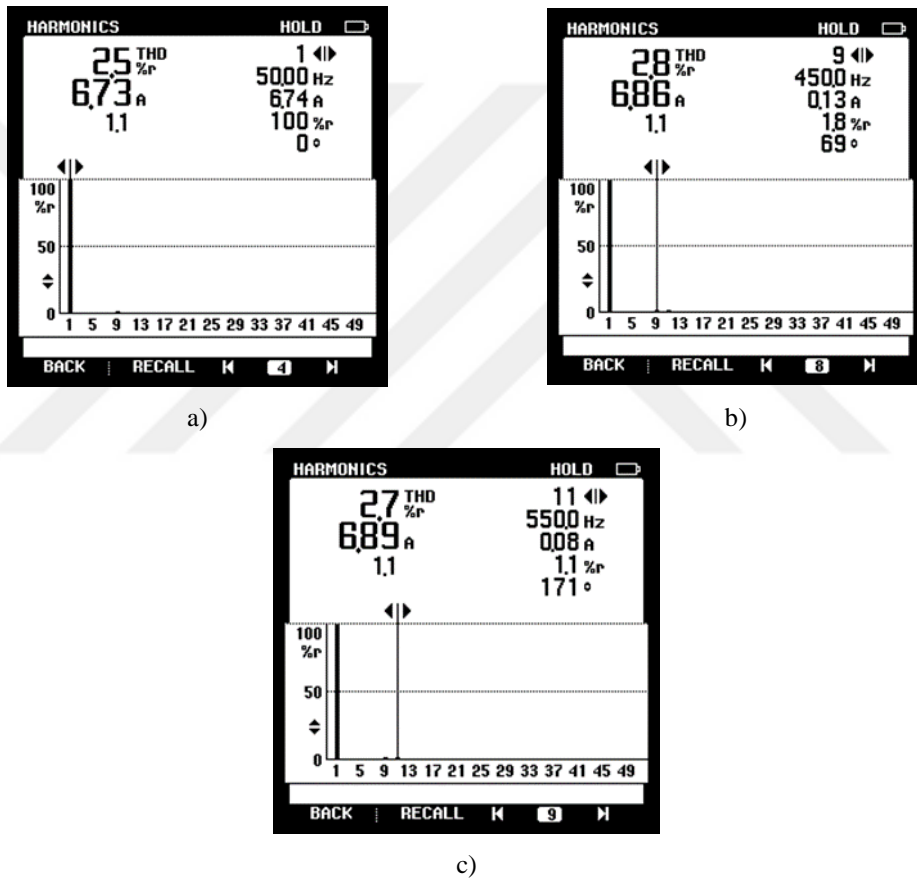 HARMONICS HOLD
2.5 THD %r
1
6.73 A
50.00 Hz
1.1
6.74 A
100 %r
0 °
100
%r
50
0
1 5 9 13 17 21 25 29 33 37 41 45 49
BACK RECALL 4
a)
HARMONICS HOLD
2.8 THD %r
9
6.86 A
450.0 Hz
1.1
0.13 A
1.8 %r
69 °
100
%r
50
0
1 5 9 13 17 21 25 29 33 37 41 45 49
BACK RECALL 8
b)
HARMONICS HOLD
2.7 THD %r
11
6.89 A
550.0 Hz
1.1
0.08 A
1.1 %r
171 °
100
%r
50
0
1 5 9 13 17 21 25 29 33 37 41 45 49
BACK RECALL 9
c)